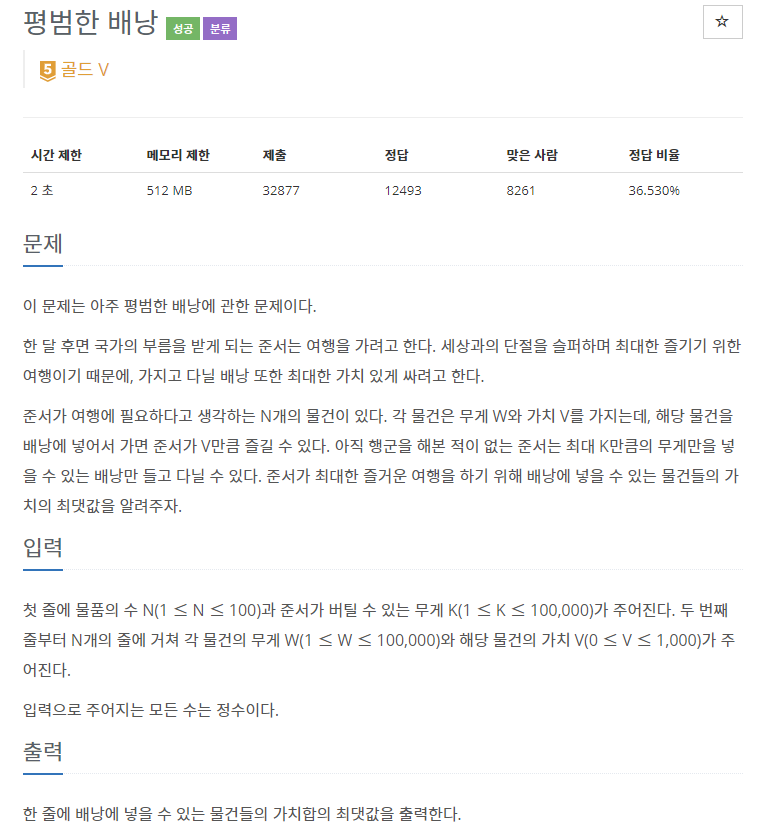 평범한 배낭 성공 분류
☆
5 골드 V
시간 제한 메모리 제한 제출 정답 맞은 사람 정답 비율
2 초 512 MB 32877 12493 8261 36.530%
문제
이 문제는 아주 평범한 배낭에 관한 문제이다.
한 달 후면 국가의 부름을 받게 되는 준서는 여행을 가려고 한다. 세상과의 단절을 슬퍼하며 최대한 즐기기 위한
여행이기 때문에, 가지고 다닐 배낭 또한 최대한 가치 있게 싸려고 한다.
준서가 여행에 필요하다고 생각하는 N개의 물건이 있다. 각 물건은 무게 W와 가치 V를 가지는데, 해당 물건을
배낭에 넣어서 가면 준서가 V만큼 즐길 수 있다. 아직 행군을 해본 적이 없는 준서는 최대 K만큼의 무게만을 넣
을 수 있는 배낭만 들고 다닐 수 있다. 준서가 최대한 즐거운 여행을 하기 위해 배낭에 넣을 수 있는 물건들의 가
치의 최댓값을 알려주자.
입력
첫 줄에 물품의 수 N(1 ≤ N ≤ 100)과 준서가 버틸 수 있는 무게 K(1 ≤ K ≤ 100,000)가 주어진다. 두 번째
줄부터 N개의 줄에 거쳐 각 물건의 무게 W(1 ≤ W ≤ 100,000)와 해당 물건의 가치 V(0 ≤ V ≤ 1,000)가 주
어진다.
입력으로 주어지는 모든 수는 정수이다.
출력
한 줄에 배낭에 넣을 수 있는 물건들의 가치합의 최댓값을 출력한다.